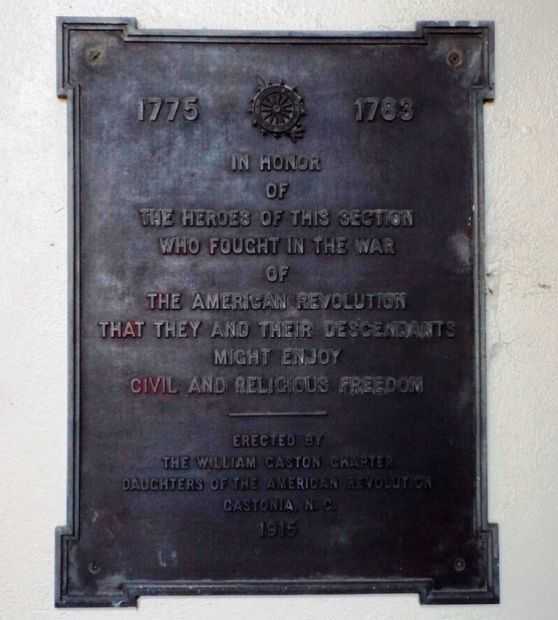 1775 1783
IN HONOR
OF
THE HEROES OF THIS SECTION
WHO FOUGHT IN THE WAR
OF
THE AMERICAN REVOLUTION
THAT THEY AND THEIR DESCENDANTS
MIGHT ENJOY
CIVIL AND RELIGIOUS FREEDOM
ERECTED BY
THE WILLIAM GASTON CHAPTER
DAUGHTERS OF THE AMERICAN REVOLUTION
GASTONIA, N. C.
1915